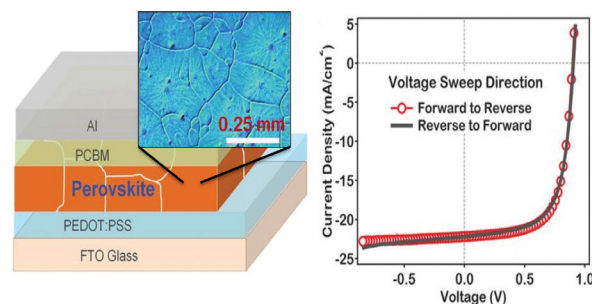 Al
PCBM
Perovskite
PEDOT:PSS
FTO Glass
0.25 mm
Current Density (mA/cm²)
0
-5
-10
-15
-20
-25
Voltage Sweep Direction
Forward to Reverse
Reverse to Forward
-0.5
0.0
0.5
1.0
Voltage (V)